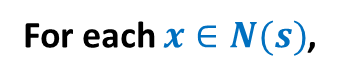 For each x ∈ N(s),